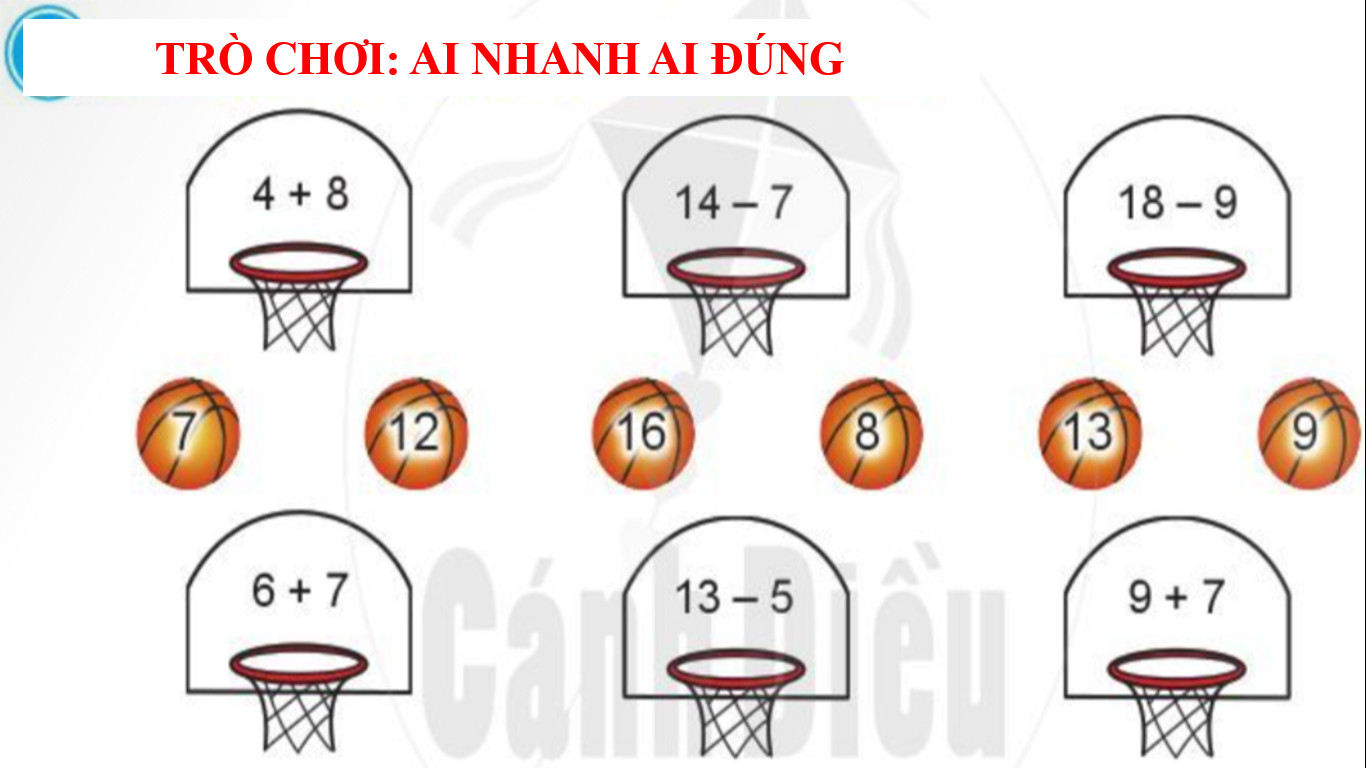 TRÒ CHƠI: AI NHANH AI ĐÚNG
4 + 8
14 – 7
18 – 9
7
12
16
8
13
9
6 + 7
13 – 5
9 + 7
Cánh Diều